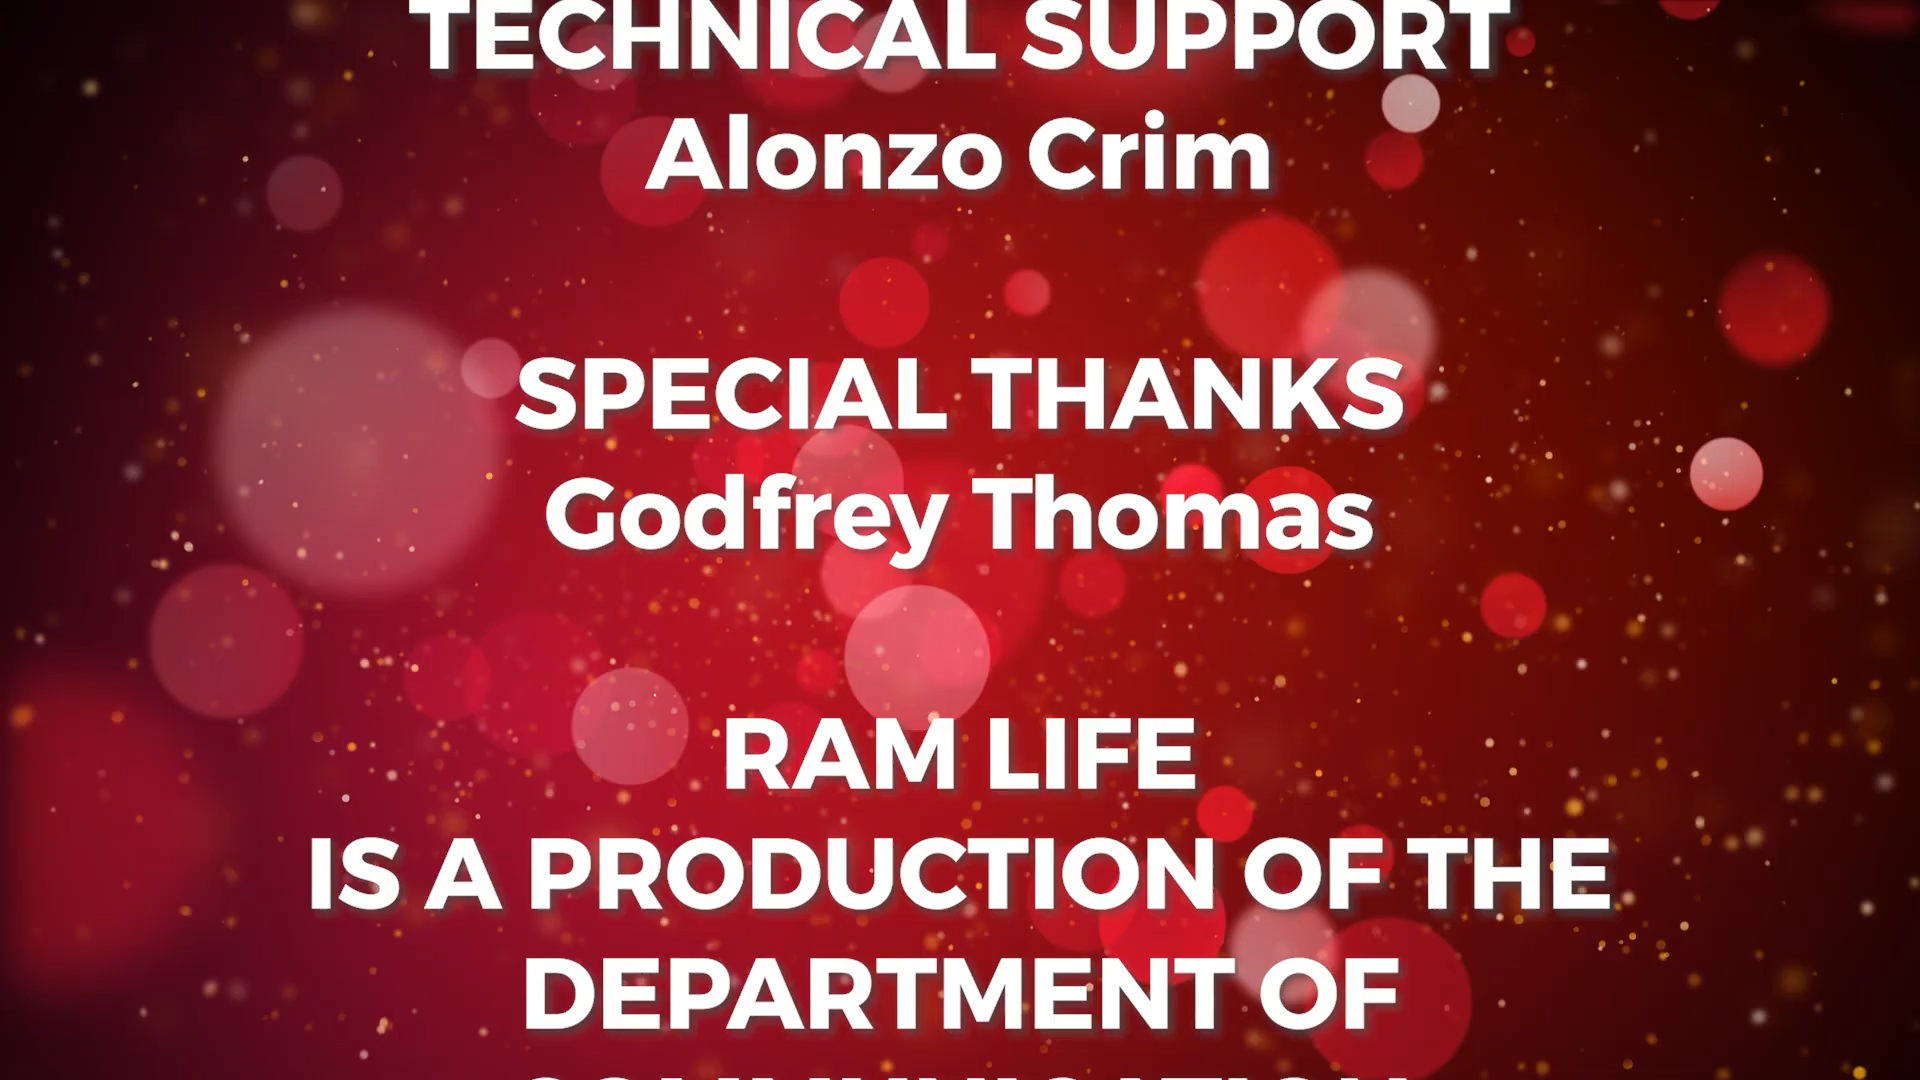 TECHNICAL SUPPORT
Alonzo Crim
SPECIAL THANKS
Godfrey Thomas
RAM LIFE
IS A PRODUCTION OF THE
DEPARTMENT OF